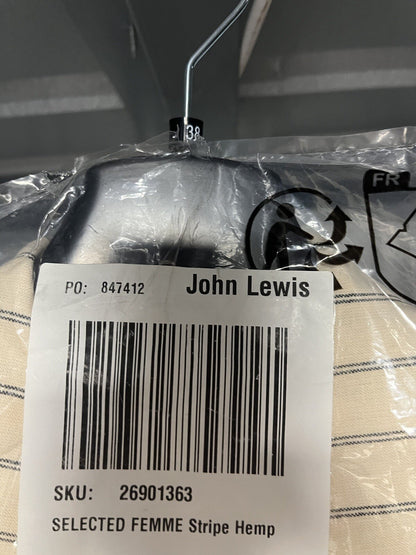 38
FR
PO: 847412 John Lewis
SKU: 26901363
SELECTED FEMME Stripe Hemp